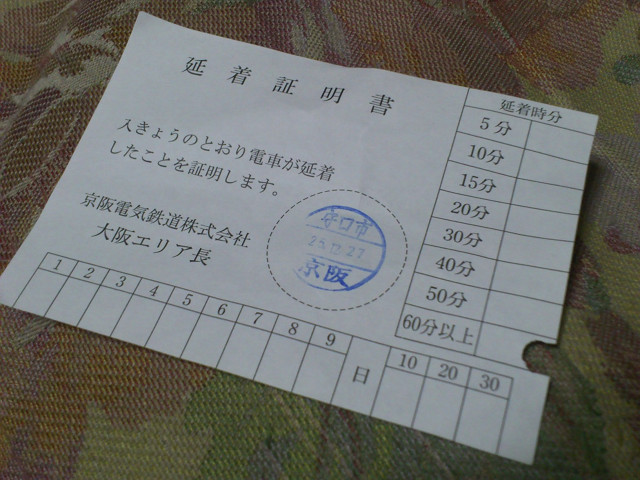 延着証明書
入きょうのとおり電車が延着
したことを証明します。
京阪電気鉄道株式会社
大阪エリア長
守口市
25.12.27
京阪
延着時分
5分
10分
15分
20分
30分
40分
50分
60分以上
1 2 3 4 5 6 7 8 9 日 10 20 30